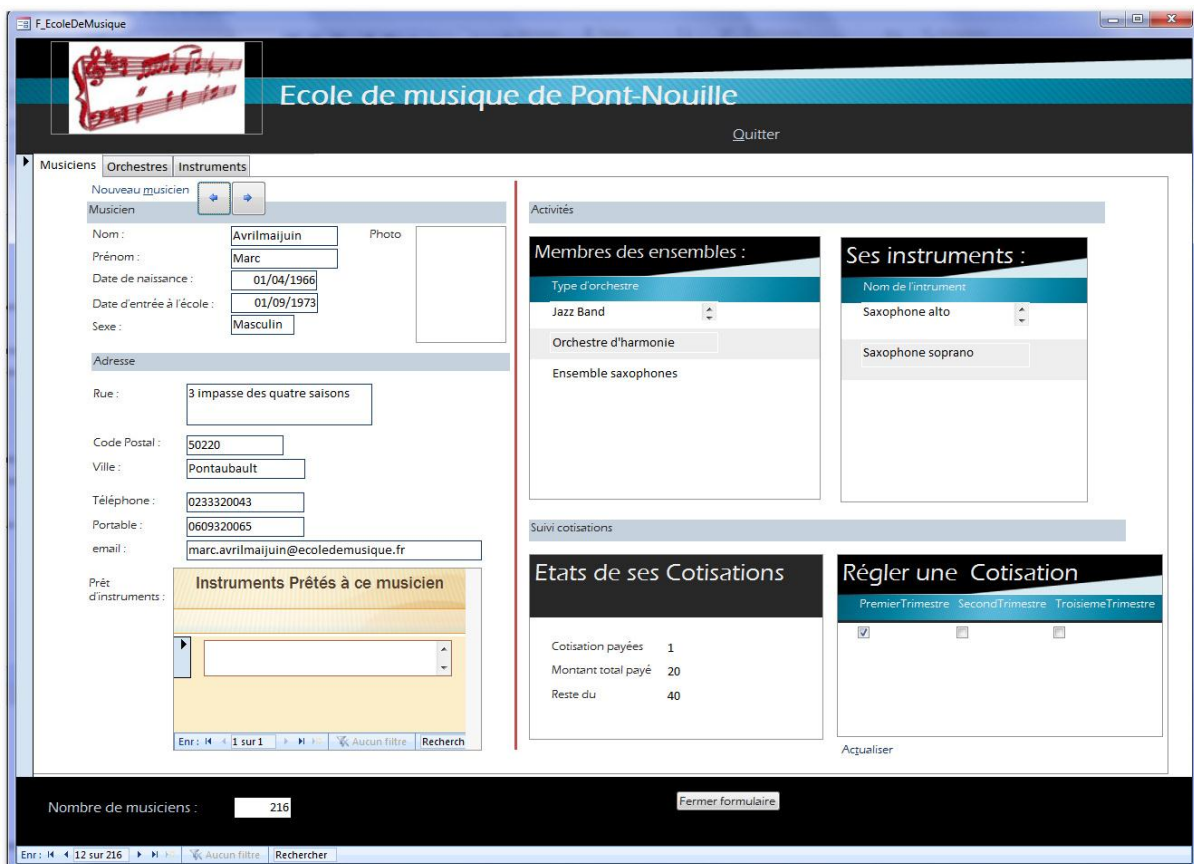 F_EcoleDeMusique
Ecole de musique de Pont-Nouille
Quitter
Musiciens Orchestres Instruments
Nouveau musicien
Musicien
Nom : Avrilmaijuin Photo
Prénom : Marc
Date de naissance : 01/04/1966
Date d'entrée à l'école : 01/09/1973
Sexe : Masculin
Adresse
Rue : 3 impasse des quatre saisons
Code Postal : 50220
Ville : Pontaubault
Téléphone : 0233320043
Portable : 0609320065
email : marc.avrilmaijuin@ecoledemusique.fr
Prêt
d'instruments :
Instruments Prêtés à ce musicien
Enr : 1 sur 1 Aucun filtre Recherch
Activités
Membres des ensembles :
Type d'orchestre
Jazz Band
Orchestre d'harmonie
Ensemble saxophones
Ses instruments :
Nom de l'intrument
Saxophone alto
Saxophone soprano
Suivi cotisations
Etats de ses Cotisations
Cotisation payées 1
Montant total payé 20
Reste du 40
Régler une Cotisation
PremierTrimestre SecondTrimestre TroisiemeTrimestre
Actualiser
Nombre de musiciens : 216
Fermer formulaire
Enr : 12 sur 216 Aucun filtre Rechercher